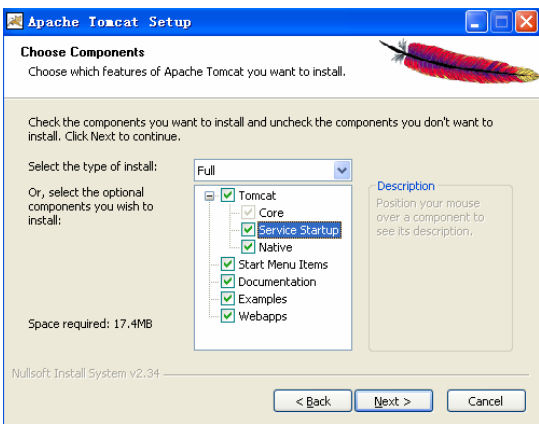 Apache Tomcat Setup
Choose Components
Choose which features of Apache Tomcat you want to install.
Check the components you want to install and uncheck the components you don't want to
install. Click Next to continue.
Select the type of install:
Full
Or, select the optional
components you wish to
install:
Tomcat
Core
Service Startup
Native
Start Menu Items
Documentation
Examples
Webapps
Description
Position your mouse
over a component to
see its description.
Space required: 17.4MB
Nullsoft Install System v2.34
< Back
Next >
Cancel